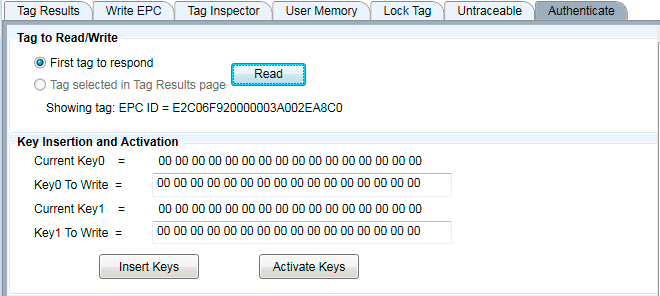 Tag Results Write EPC Tag Inspector User Memory Lock Tag Untraceable Authenticate
Tag to Read/Write
First tag to respond
Read
Tag selected in Tag Results page
Showing tag: EPC ID = E2C06F920000003A002EA8C0
Key Insertion and Activation
Current Key0 = 00 00 00 00 00 00 00 00 00 00 00 00 00 00 00 00
Key0 To Write = 00 00 00 00 00 00 00 00 00 00 00 00 00 00 00 00
Current Key1 = 00 00 00 00 00 00 00 00 00 00 00 00 00 00 00 00
Key1 To Write = 00 00 00 00 00 00 00 00 00 00 00 00 00 00 00 00
Insert Keys Activate Keys